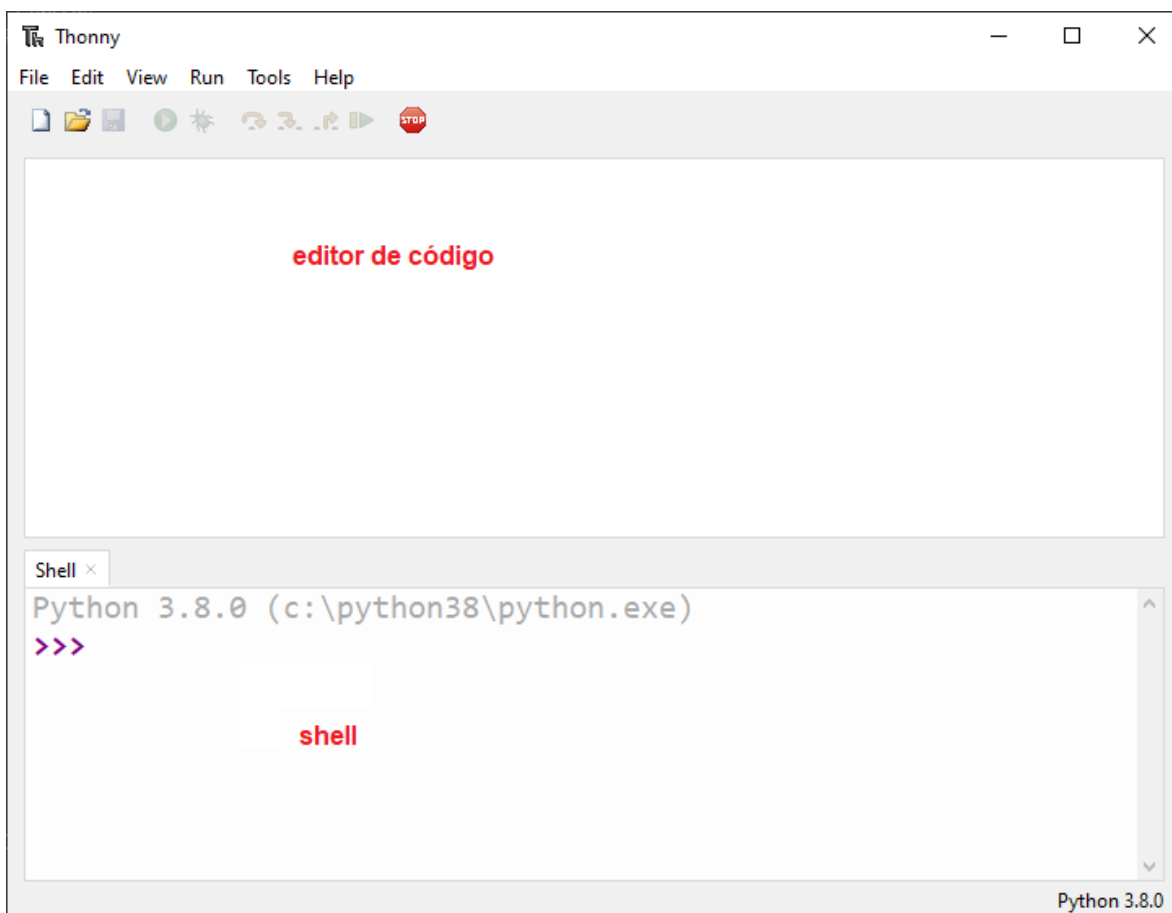 Thonny
File Edit View Run Tools Help
STOP
editor de código
Shell
Python 3.8.0 (c:\python38\python.exe)
>>>
shell
Python 3.8.0